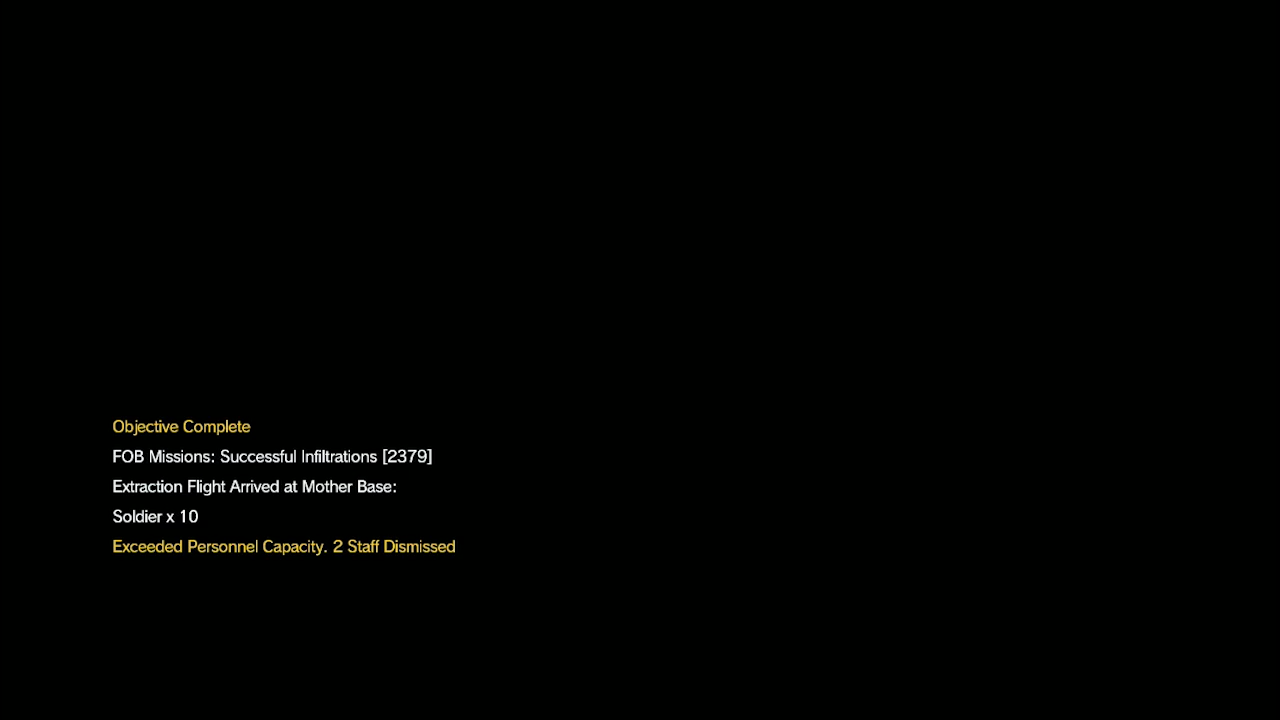 Objective Complete
FOB Missions: Successful Infiltrations [2379]
Extraction Flight Arrived at Mother Base:
Soldier x 10
Exceeded Personnel Capacity. 2 Staff Dismissed